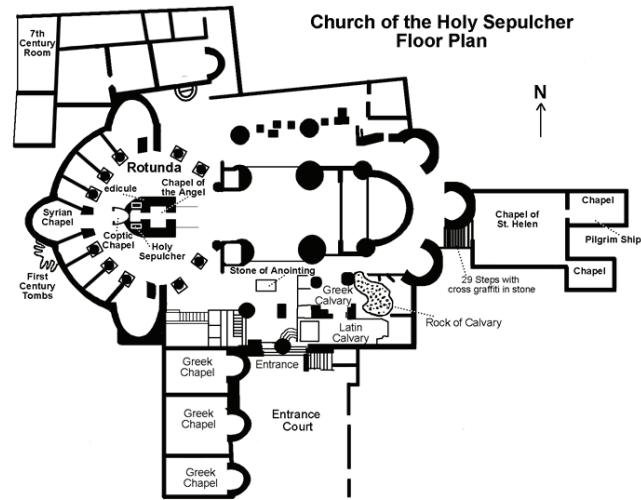 Church of the Holy Sepulcher
Floor Plan
7th
Century
Room
N
Rotunda
edicule
Chapel of
the Angel
Syrian
Chapel
Coptic
Chapel
Holy
Sepulcher
First
Century
Tombs
Stone of Anointing
Greek
Calvary
Latin
Calvary
Rock of Calvary
Chapel of
St. Helen
Chapel
Pilgrim Ship
Chapel
29 Steps with
cross graffiti in stone
Entrance
Greek
Chapel
Greek
Chapel
Greek
Chapel
Entrance
Court